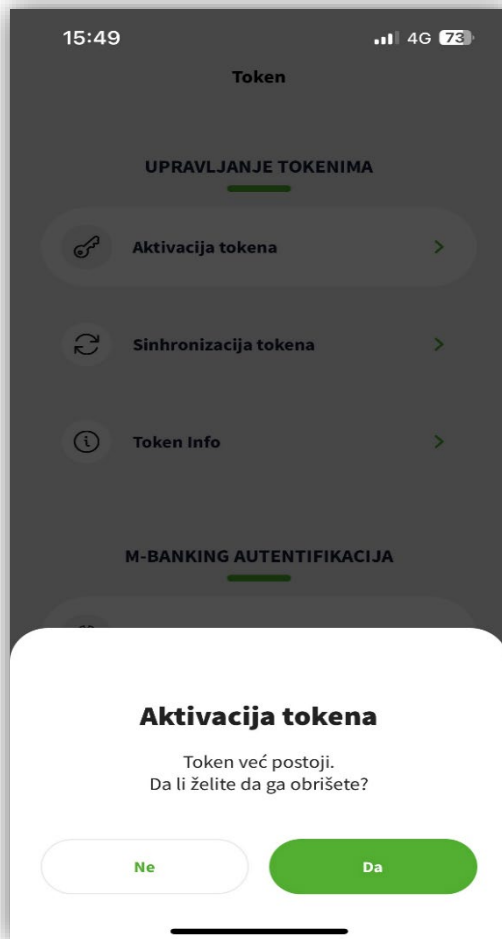 15:49 4G 73
Token
UPRAVLJANJE TOKENIMA
Aktivacija tokena
Sinhronizacija tokena
Token Info
M-BANKING AUTENTIFIKACIJA
Aktivacija tokena
Token već postoji.
Da li želite da ga obrišete?
Ne Da